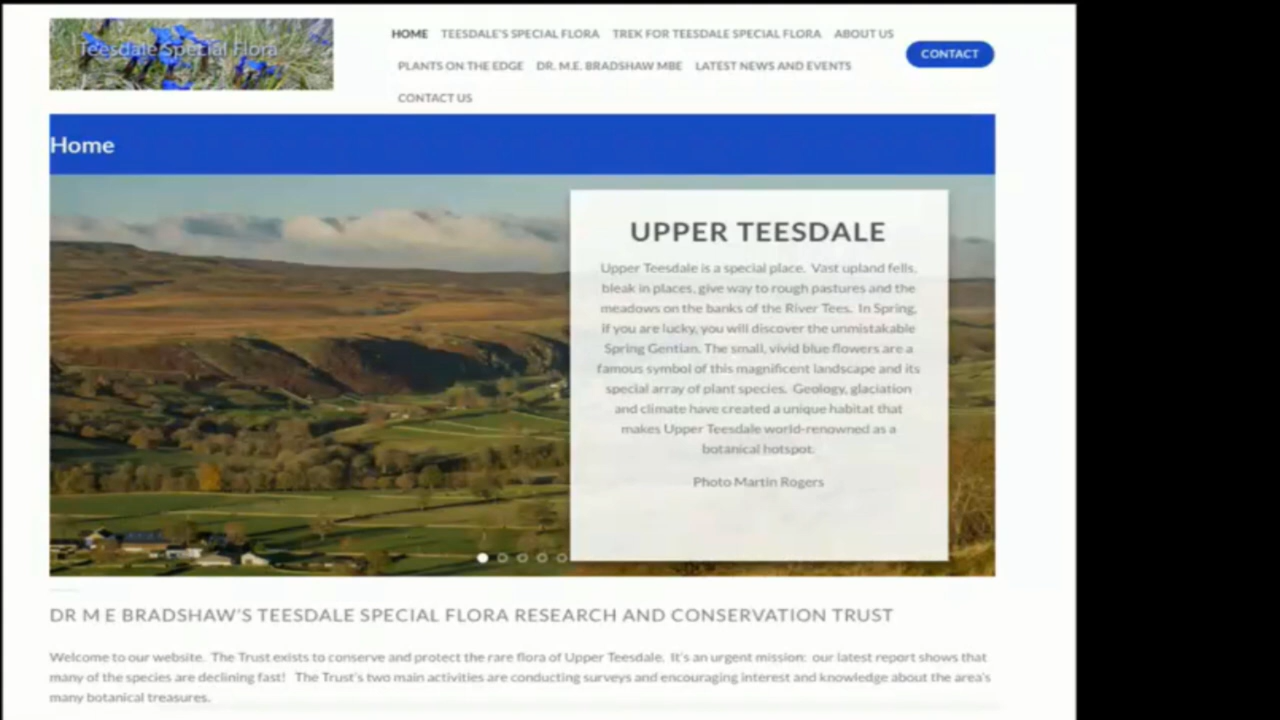 Teesdale Special Flora
HOME TEESDALE'S SPECIAL FLORA TREK FOR TEESDALE SPECIAL FLORA ABOUT US
PLANTS ON THE EDGE DR. M.E. BRADSHAW MBE LATEST NEWS AND EVENTS
CONTACT US
CONTACT
Home
UPPER TEESDALE
Upper Teesdale is a special place. Vast upland fells,
bleak in places, give way to rough pastures and the
meadows on the banks of the River Tees. In Spring,
if you are lucky, you will discover the unmistakable
Spring Gentian. The small, vivid blue flowers are a
famous symbol of this magnificent landscape and its
special array of plant species. Geology, glaciation
and climate have created a unique habitat that
makes Upper Teesdale world-renowned as a
botanical hotspot.
Photo Martin Rogers
DR M E BRADSHAW'S TEESDALE SPECIAL FLORA RESEARCH AND CONSERVATION TRUST
Welcome to our website. The Trust exists to conserve and protect the rare flora of Upper Teesdale. It's an urgent mission: our latest report shows that
many of the species are declining fast! The Trust's two main activities are conducting surveys and encouraging interest and knowledge about the area's
many botanical treasures.